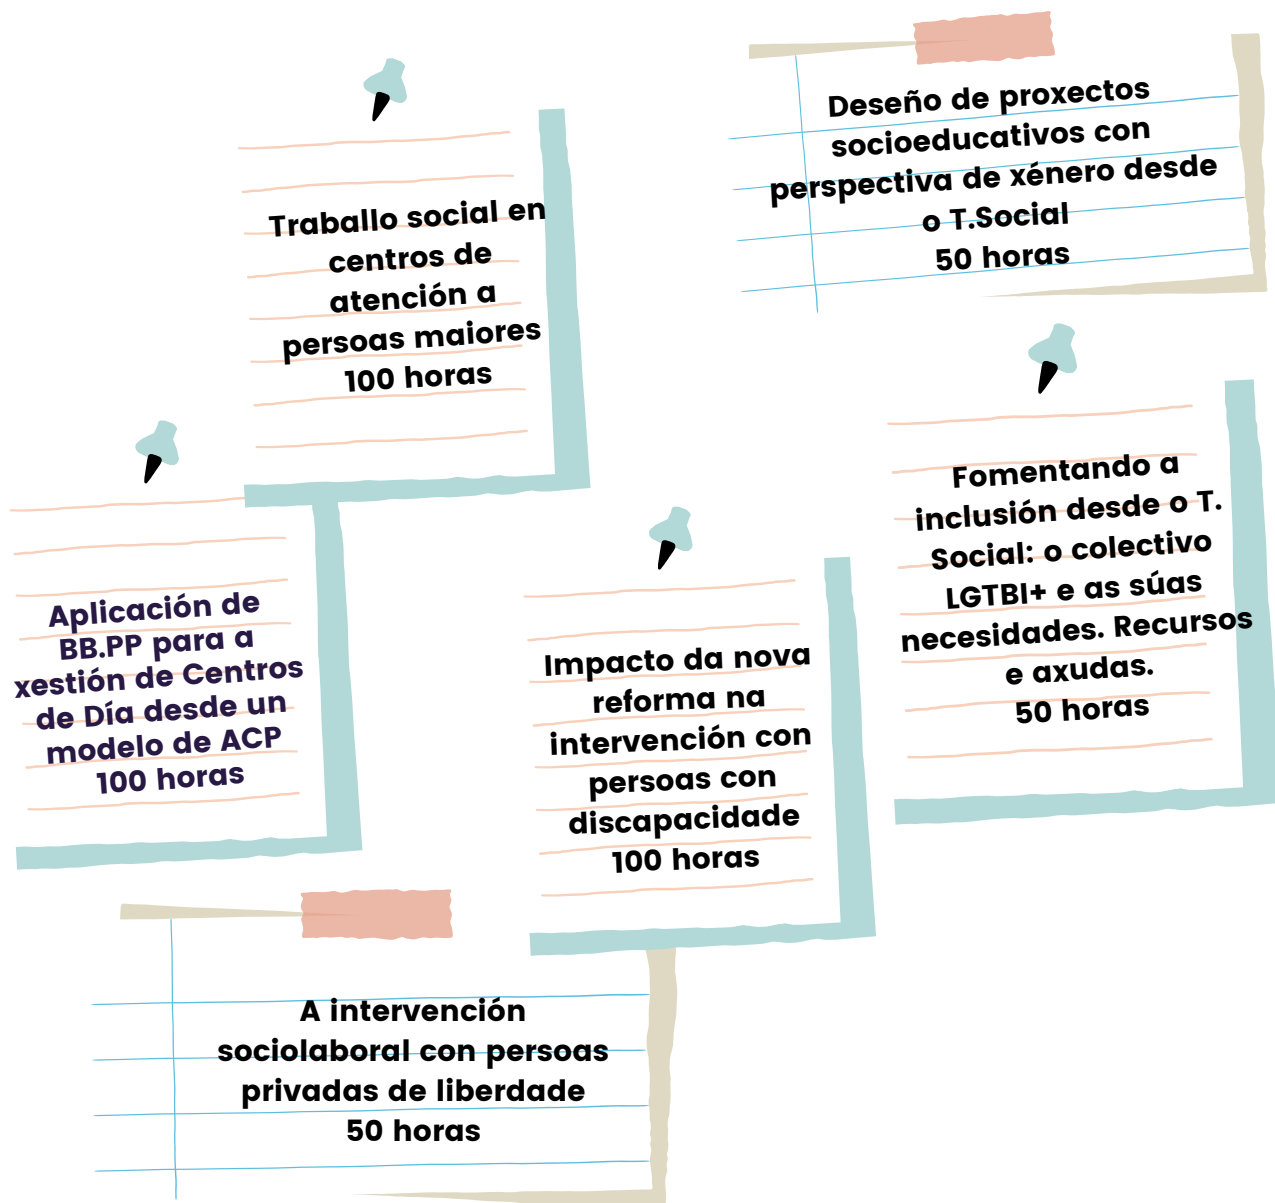 Deseño de proxectos
socioeducativos con
perspectiva de xénero desde
o T.Social
50 horas
Traballo social en
centros de
atención a
persoas maiores
100 horas
Fomentando a
inclusión desde o T.
Social: o colectivo
LGTBI+ e as súas
necesidades. Recursos
e axudas.
50 horas
Aplicación de
BB.PP para a
xestión de Centros
de Día desde un
modelo de ACP
100 horas
Impacto da nova
reforma na
intervención con
persoas con
discapacidade
100 horas
A intervención
sociolaboral con persoas
privadas de liberdade
50 horas